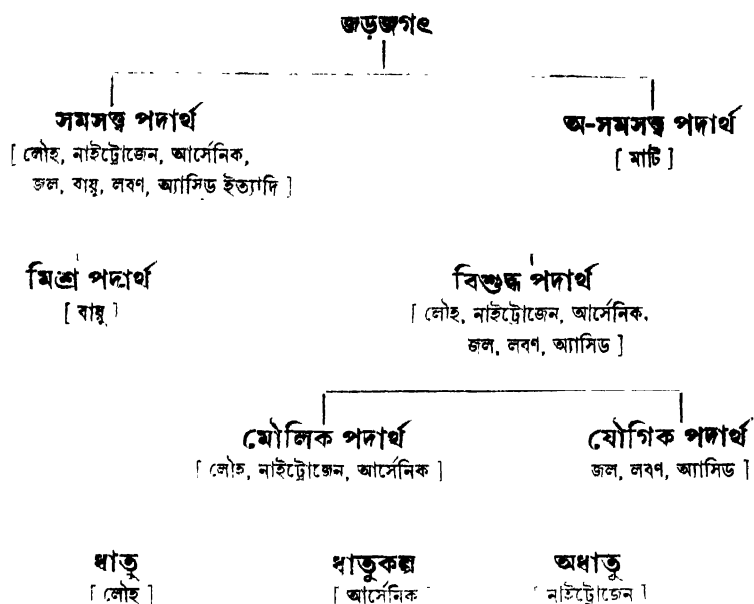 জড়জগৎ
সমসত্ত্ব পদার্থ
অ-সমসত্ত্ব পদার্থ
[ লৌহ, নাইট্রোজেন, আর্সেনিক,
[ মাটি ]
জল, বায়ু, লবণ, অ্যাসিড ইত্যাদি ]
মিশ্র পদার্থ
বিশুদ্ধ পদার্থ
[ বায়ু ]
[ লৌহ, নাইট্রোজেন, আর্সেনিক,
জল, লবণ, অ্যাসিড ]
মৌলিক পদার্থ
যৌগিক পদার্থ
[ লৌহ, নাইট্রোজেন, আর্সেনিক ]
জল, লবণ, অ্যাসিড ]
ধাতু
ধাতুকল্প
অধাতু
[ লৌহ ]
[ আর্সেনিক
[ নাইট্রোজেন ]